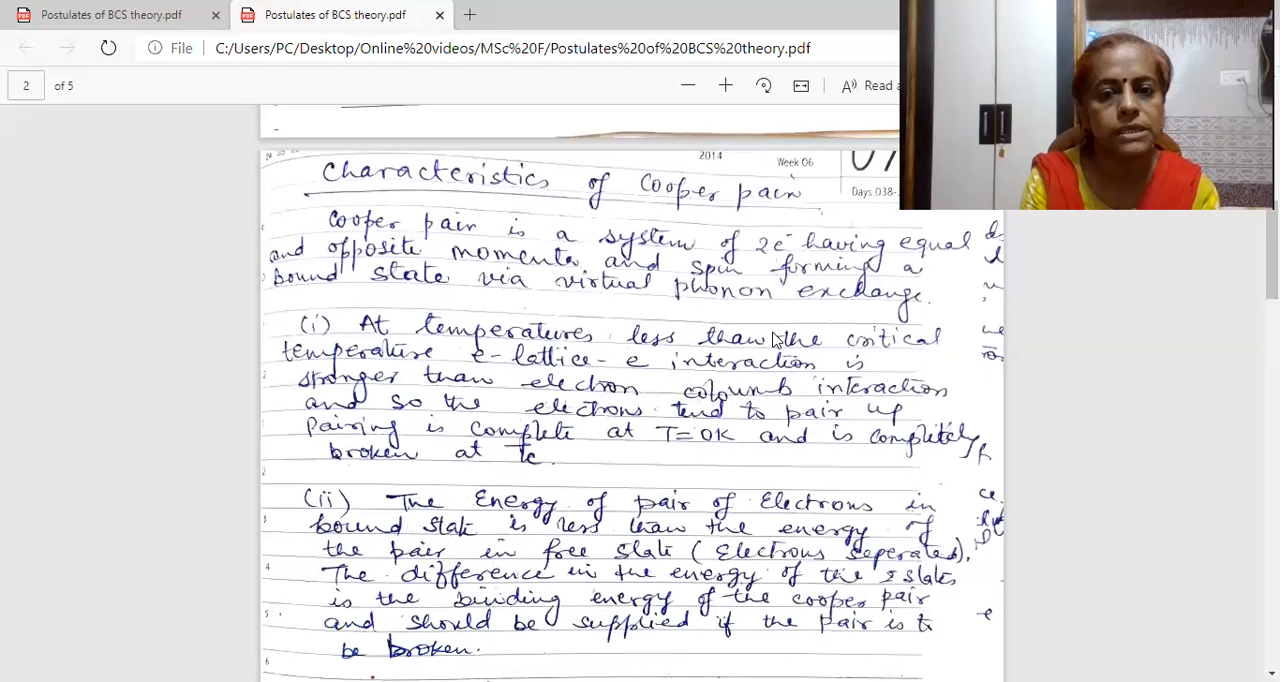 Postulates of BCS theory.pdf
Postulates of BCS theory.pdf
File
C:/Users/PC/Desktop/Online%20videos/MSc%20F/Postulates%20of%20BCS%20theory.pdf
2 of 5
Read
2014
Week 06
Days 038-
Characteristics of Cooper pair
Cooper pair is a system of 2e⁻ having equal
and opposite momenta and spin forming a
bound state via virtual phonon exchange.
(i) At temperatures less than the critical
temperature e-lattice-e interaction is
stronger than electron coloumb interaction
and so the electrons tend to pair up
Pairing is complete at T=0K and is completely
broken at Tc
(ii) The Energy of pair of Electrons in
bound state is less than the energy of
the pair in free state (Electrons seperated).
The difference in the energy of the 2 states
is the binding energy of the cooper pair
and should be supplied if the pair is to
be broken.